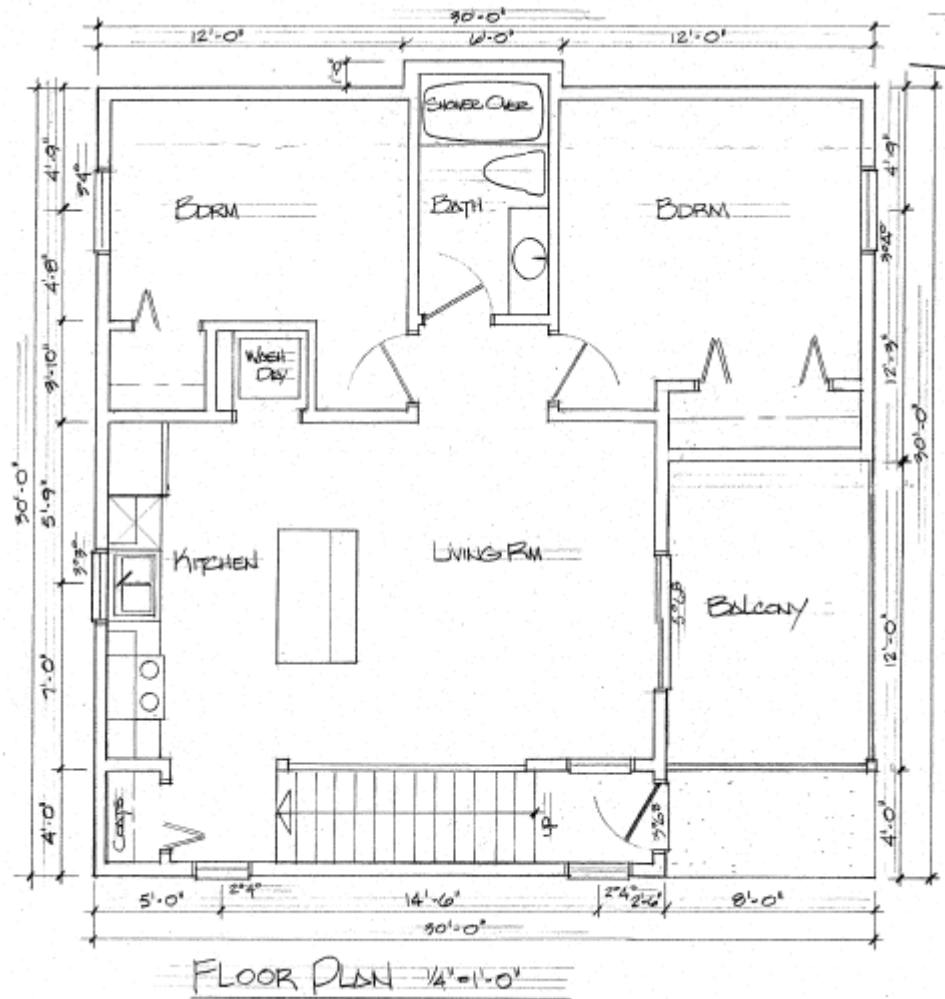 30'-0"
12'-0"
6'-0"
12'-0"
SHOWER OVER
4'-9"
4'-9"
BDRM
BATH
BDRM
3⁰4⁰
4'-8"
WASH
DRY
3'-10"
12'-3"
30'-0"
30'-0"
5'-9"
KITCHEN
LIVING RM
BALCONY
12'-0"
7'-0"
COATS
UP
4'-0"
4'-0"
5'-0"
14'-6"
2'-6"
8'-0"
30'-0"
FLOOR PLAN 1/4"=1'-0"